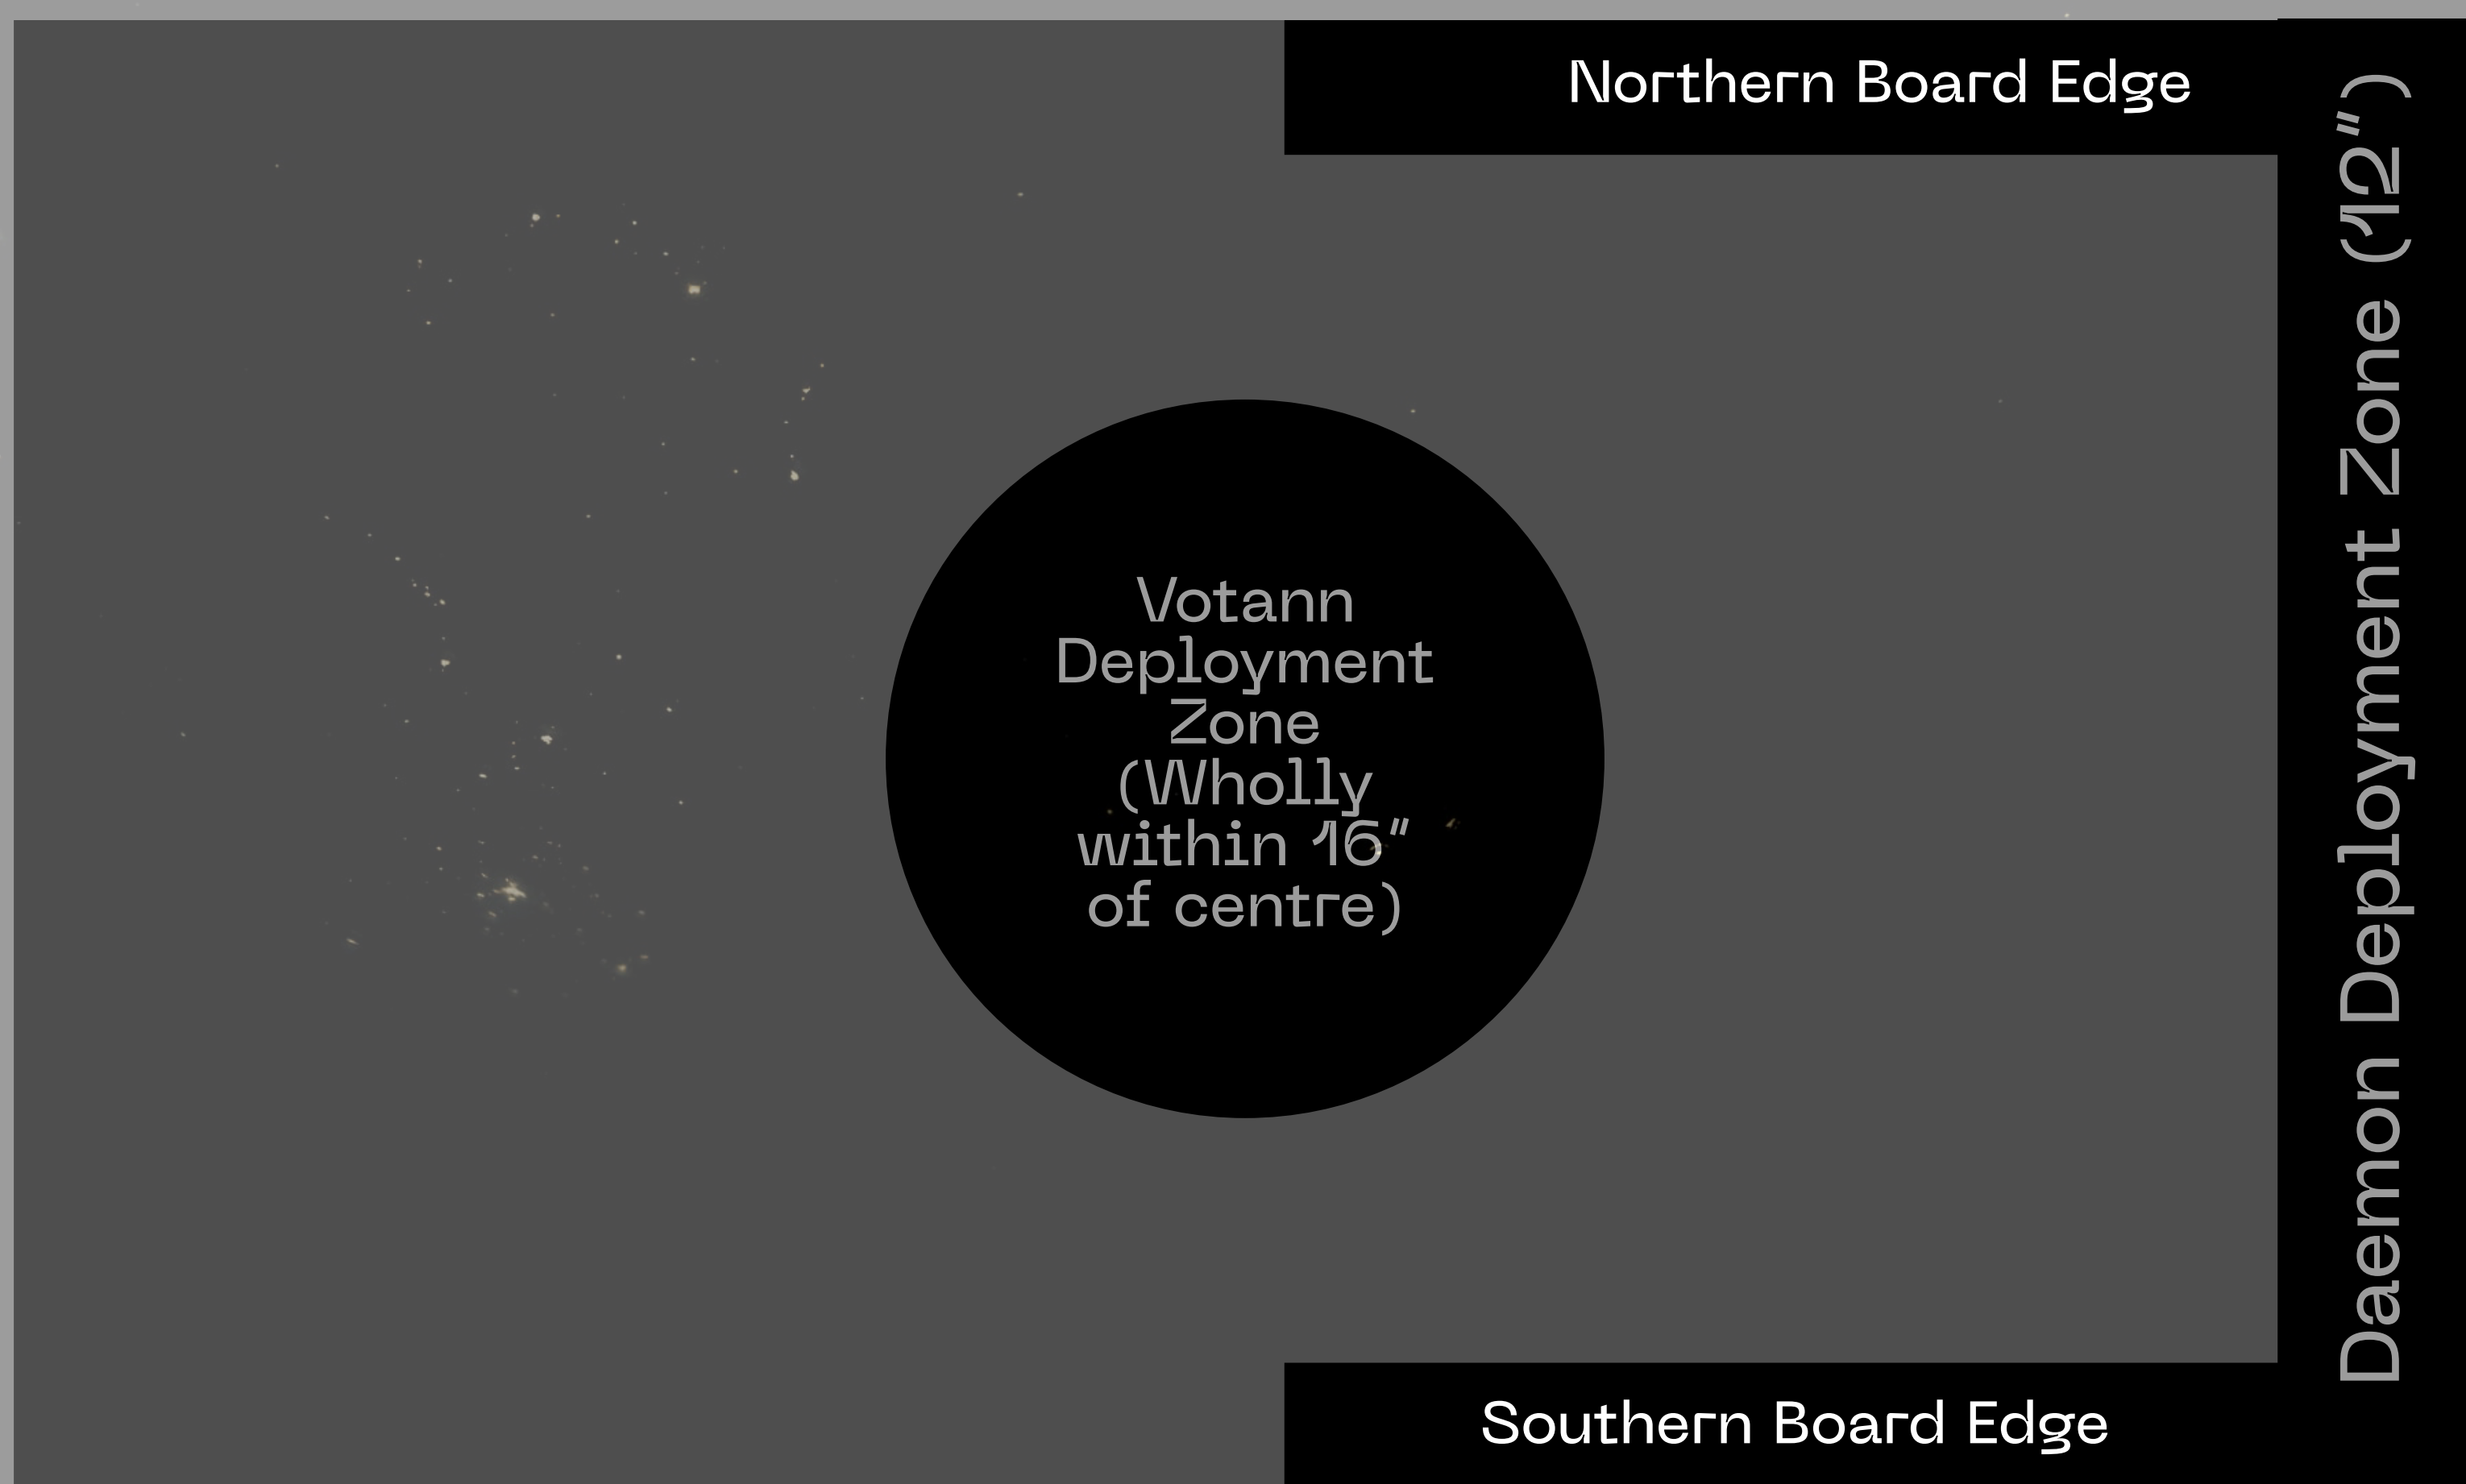 Northern Board Edge
Daemon Deployment Zone (12")
Votann
Deployment
Zone
(Wholly
within 16"
of centre)
Southern Board Edge